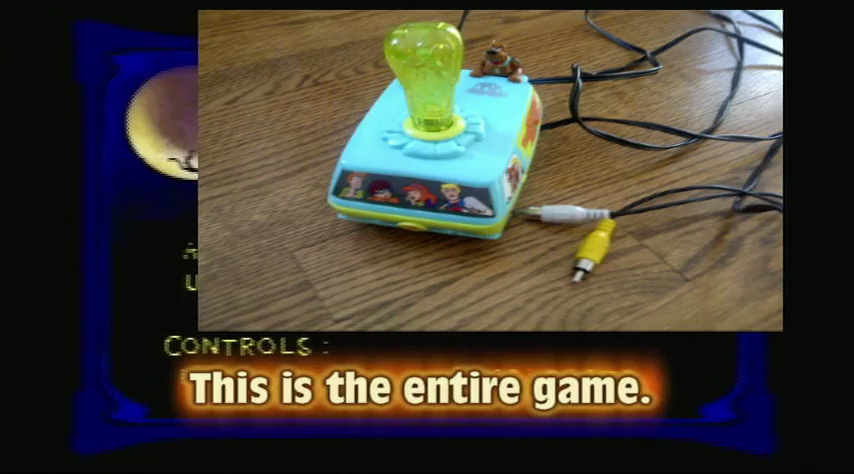 CONTROLS :
This is the entire game.